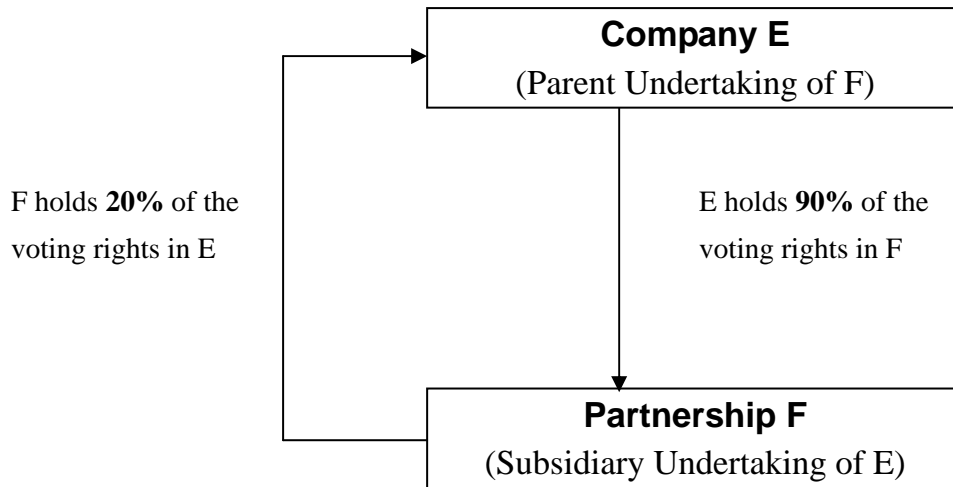 Company E
(Parent Undertaking of F)
F holds 20% of the
voting rights in E
E holds 90% of the
voting rights in F
Partnership F
(Subsidiary Undertaking of E)